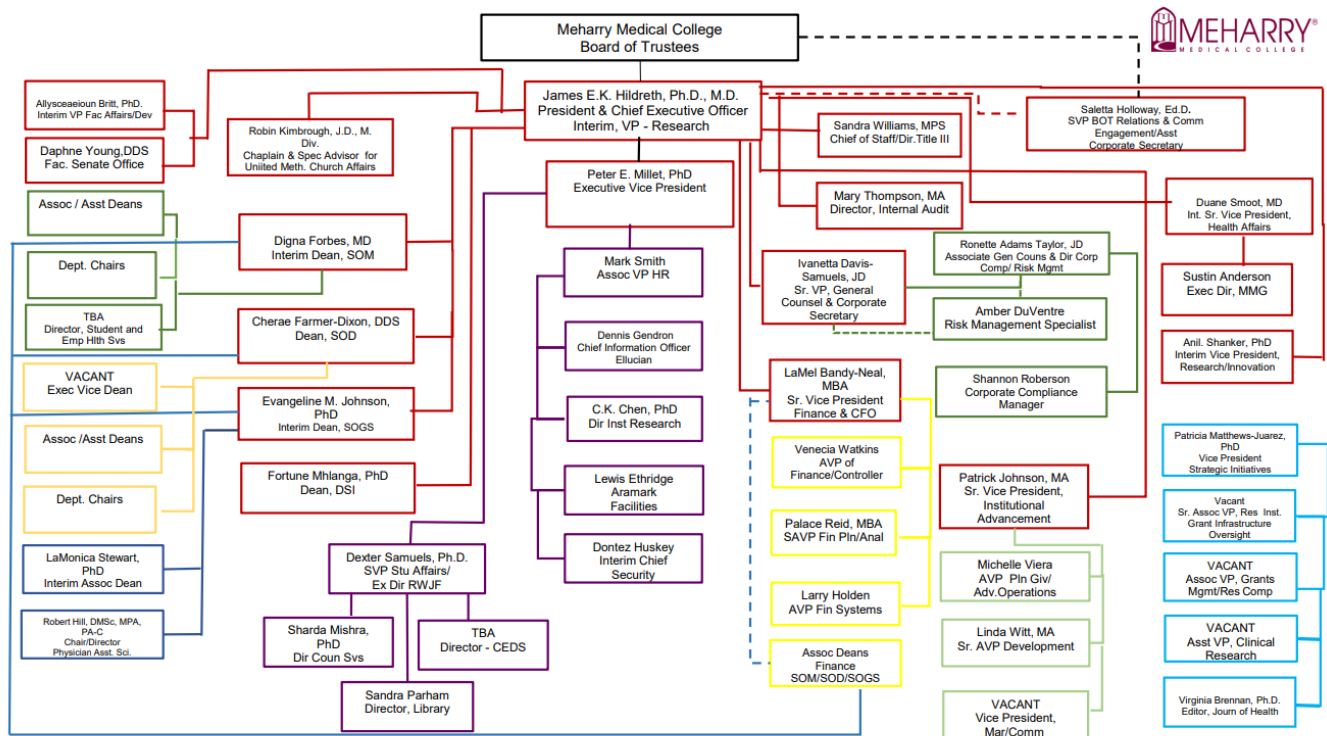 Meharry Medical College
Board of Trustees
MEHARRY®
MEDICAL COLLEGE
Allysceaeioun Britt, PhD.
Interim VP Fac Affairs/Dev
Daphne Young,DDS
Fac. Senate Office
Robin Kimbrough, J.D., M.
Div.
Chaplain & Spec Advisor for
Uniited Meth. Church Affairs
James E.K. Hildreth, Ph.D., M.D.
President & Chief Executive Officer
Interim, VP - Research
Sandra Williams, MPS
Chief of Staff/Dir.Title III
Saletta Holloway, Ed.D.
SVP BOT Relations & Comm
Engagement/Asst
Corporate Secretary
Peter E. Millet, PhD
Executive Vice President
Mary Thompson, MA
Director, Internal Audit
Duane Smoot, MD
Int. Sr. Vice President,
Health Affairs
Assoc / Asst Deans
Dept. Chairs
TBA
Director, Student and
Emp Hlth Svs
Digna Forbes, MD
Interim Dean, SOM
Cherae Farmer-Dixon, DDS
Dean, SOD
Evangeline M. Johnson,
PhD
Interim Dean, SOGS
Fortune Mhlanga, PhD
Dean, DSI
VACANT
Exec Vice Dean
Assoc /Asst Deans
Dept. Chairs
LaMonica Stewart,
PhD
Interim Assoc Dean
Robert Hill, DMSc, MPA,
PA-C
Chair/Director
Physician Asst. Sci.
Mark Smith
Assoc VP HR
Dennis Gendron
Chief Information Officer
Ellucian
C.K. Chen, PhD
Dir Inst Research
Lewis Ethridge
Aramark
Facilities
Dontez Huskey
Interim Chief
Security
Dexter Samuels, Ph.D.
SVP Stu Affairs/
Ex Dir RWJF
Sharda Mishra,
PhD
Dir Coun Svs
TBA
Director - CEDS
Sandra Parham
Director, Library
Ivanetta Davis-
Samuels, JD
Sr. VP, General
Counsel & Corporate
Secretary
Ronette Adams Taylor, JD
Associate Gen Couns & Dir Corp
Comp/ Risk Mgmt
Amber DuVentre
Risk Management Specialist
Shannon Roberson
Corporate Compliance
Manager
LaMel Bandy-Neal,
MBA
Sr. Vice President
Finance & CFO
Venecia Watkins
AVP of
Finance/Controller
Palace Reid, MBA
SAVP Fin Pln/Anal
Larry Holden
AVP Fin Systems
Assoc Deans
Finance
SOM/SOD/SOGS
Patrick Johnson, MA
Sr. Vice President,
Institutional
Advancement
Michelle Viera
AVP Pln Giv/
Adv.Operations
Linda Witt, MA
Sr. AVP Development
VACANT
Vice President,
Mar/Comm
Sustin Anderson
Exec Dir, MMG
Anil. Shanker, PhD
Interim Vice President,
Research/Innovation
Patricia Matthews-Juarez,
PhD
Vice President
Strategic Initiatives
Vacant
Sr. Assoc VP, Res Inst.
Grant Infrastructure
Oversight
VACANT
Assoc VP, Grants
Mgmt/Res Comp
VACANT
Asst VP, Clinical
Research
Virginia Brennan, Ph.D.
Editor, Journ of Health